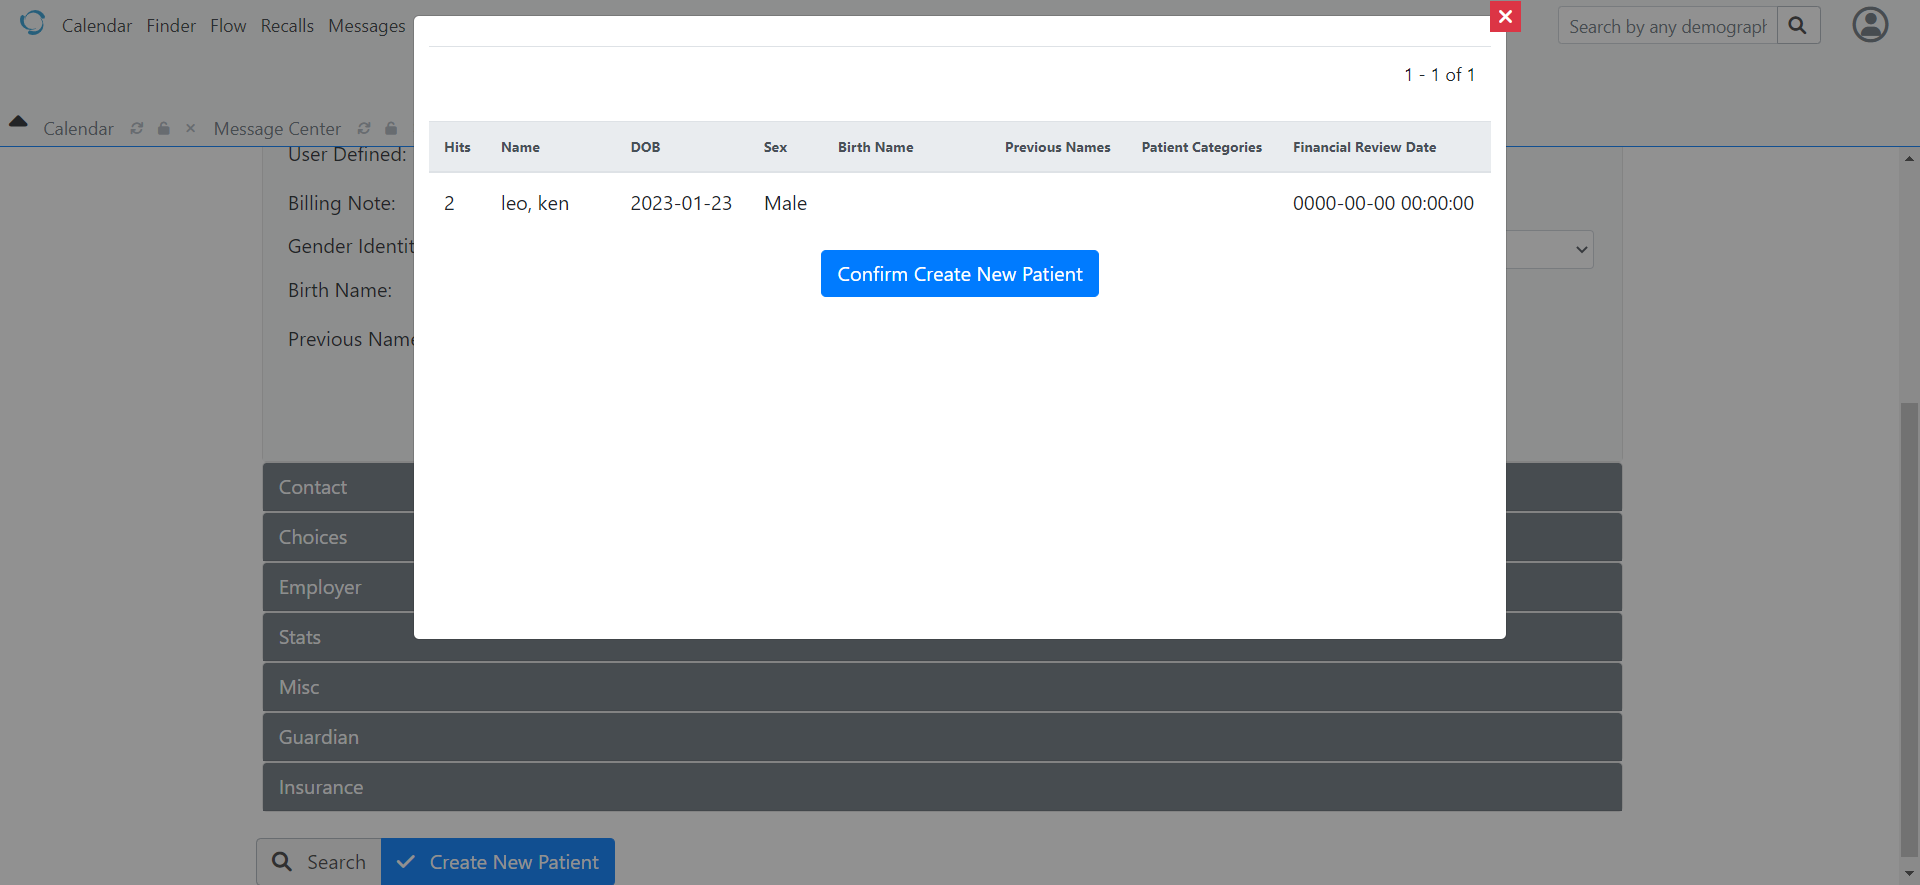 Calendar Finder Flow Recalls Messages
Search by any demograph
1 - 1 of 1
Calendar Message Center
Hits Name DOB Sex Birth Name Previous Names Patient Categories Financial Review Date
2 leo, ken 2023-01-23 Male 0000-00-00 00:00:00
Confirm Create New Patient
User Defined:
Billing Note:
Gender Identit
Birth Name:
Previous Name
Contact
Choices
Employer
Stats
Misc
Guardian
Insurance
Search Create New Patient